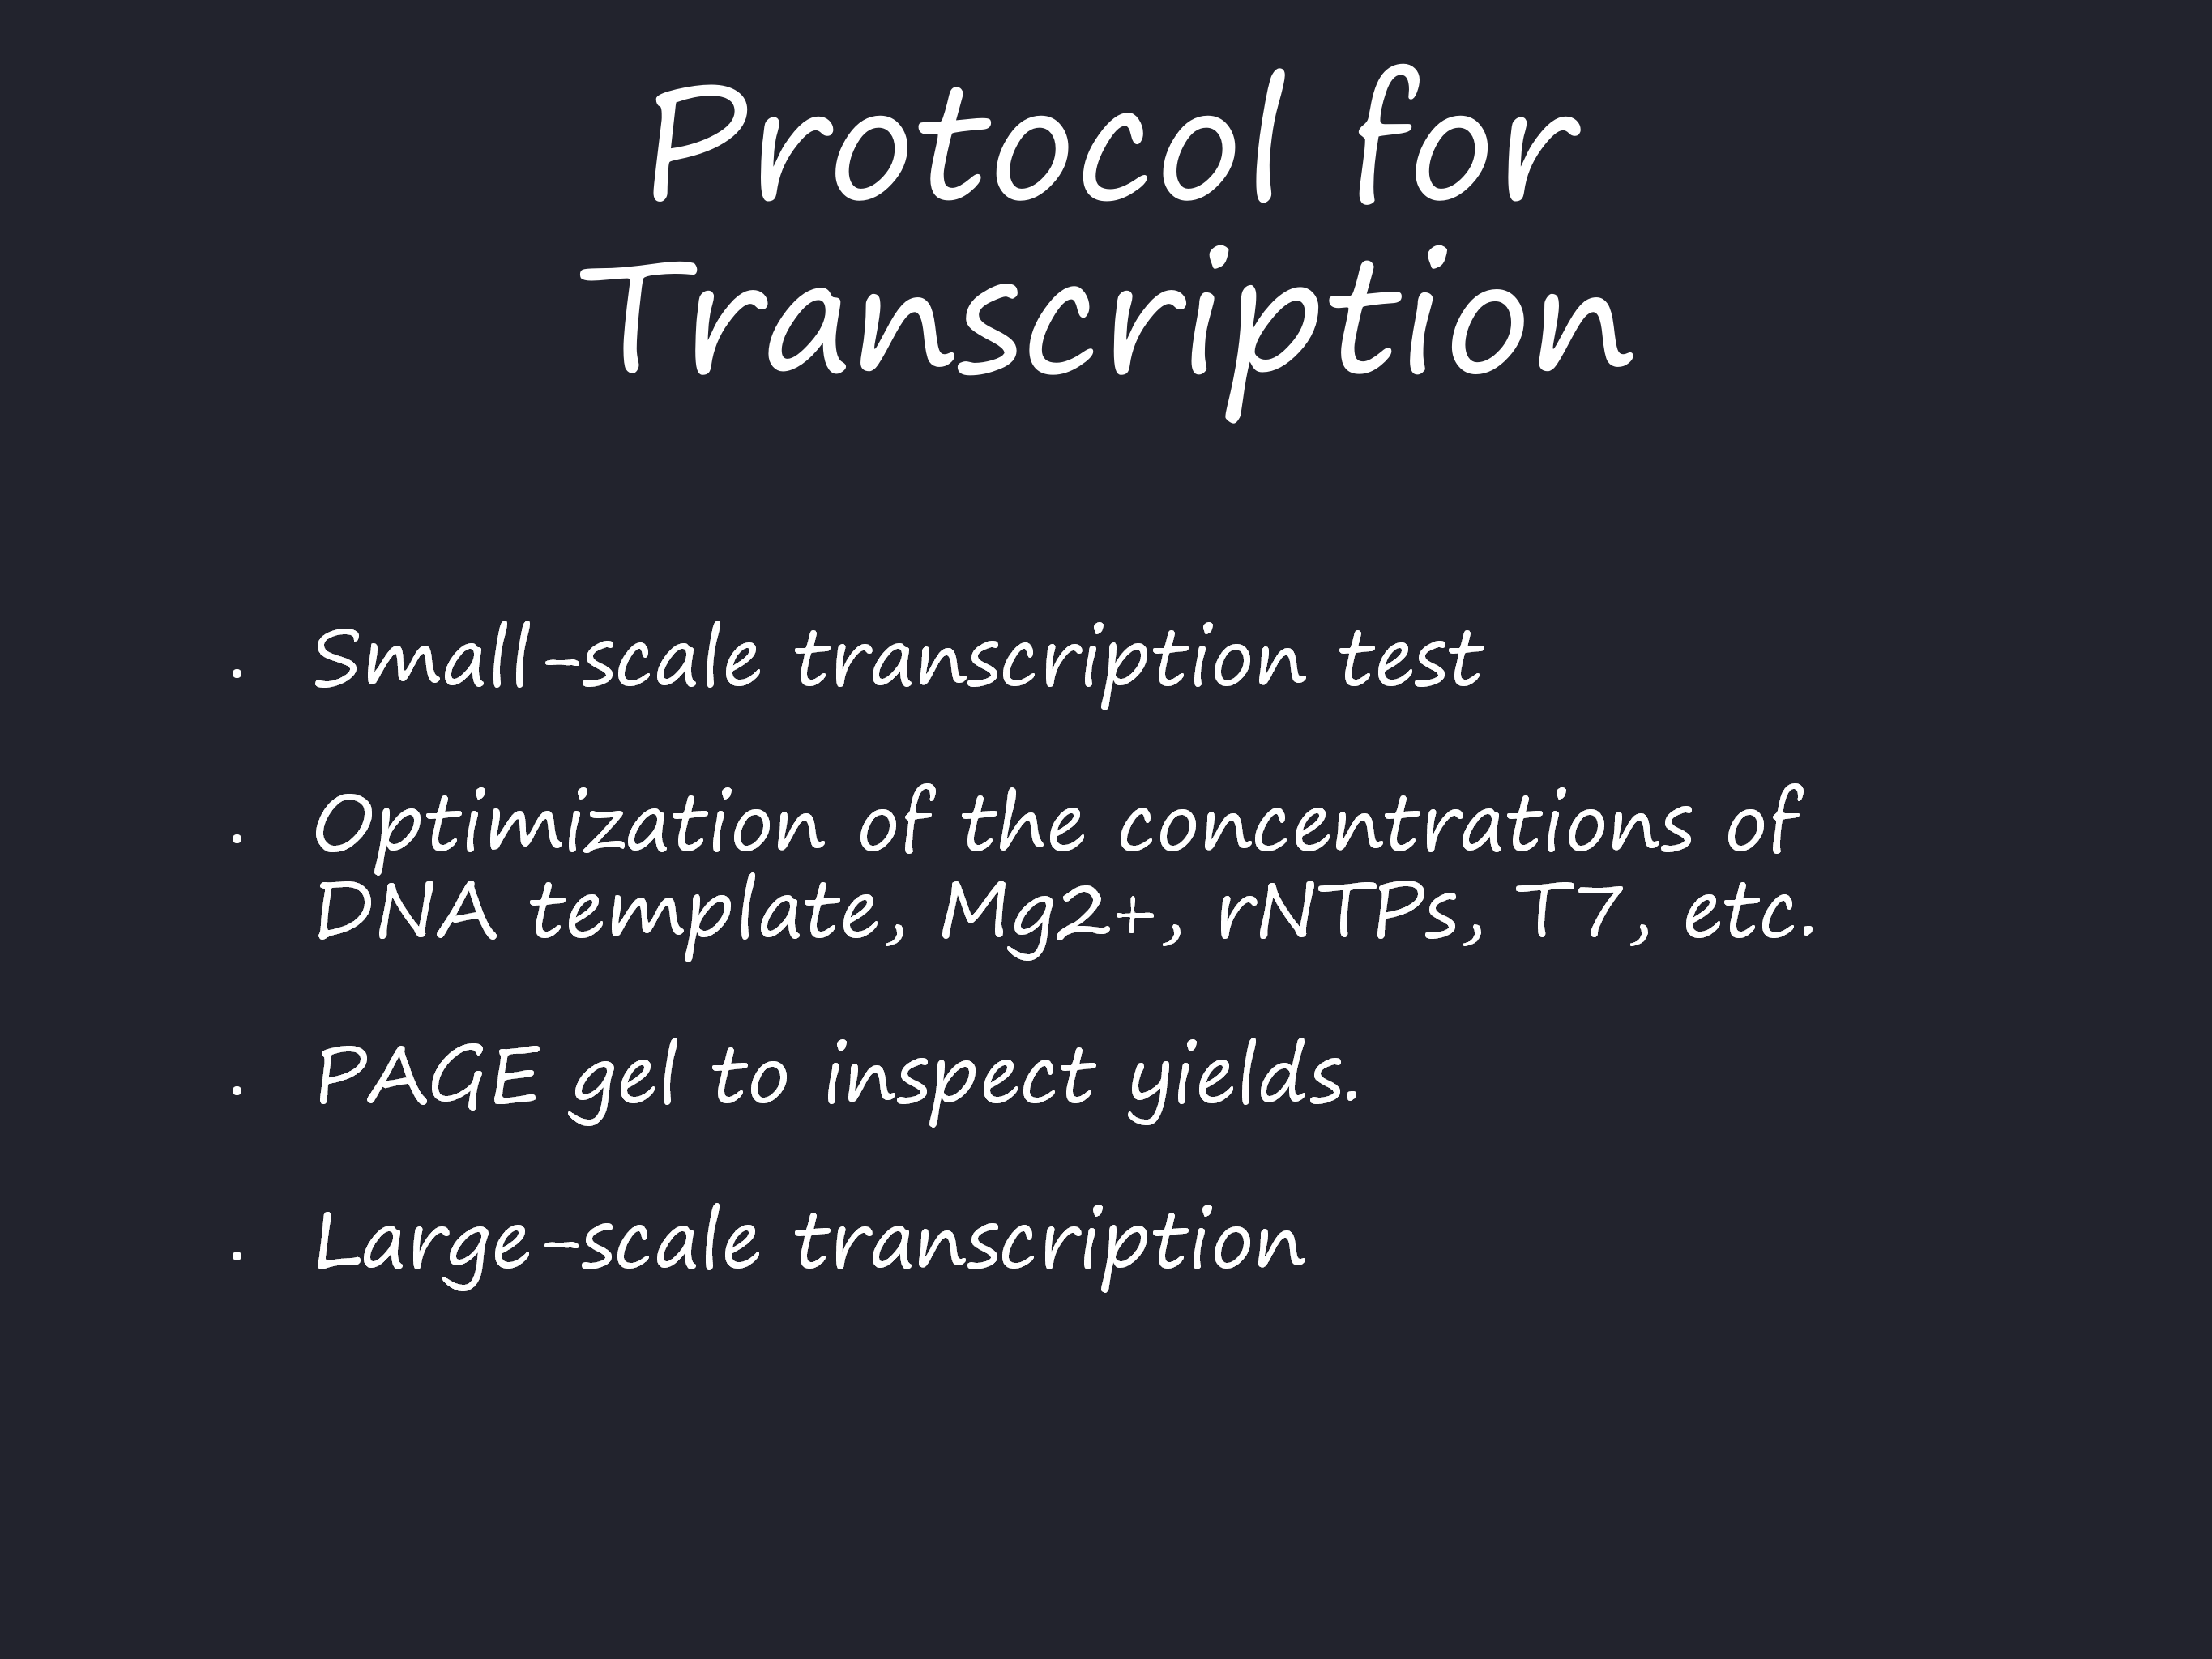 Protocol for
Transcription
. Small-scale transcription test
. Optimization of the concentrations of
DNA template, Mg2+, rNTPs, T7, etc.
. PAGE gel to inspect yields.
. Large-scale transcription